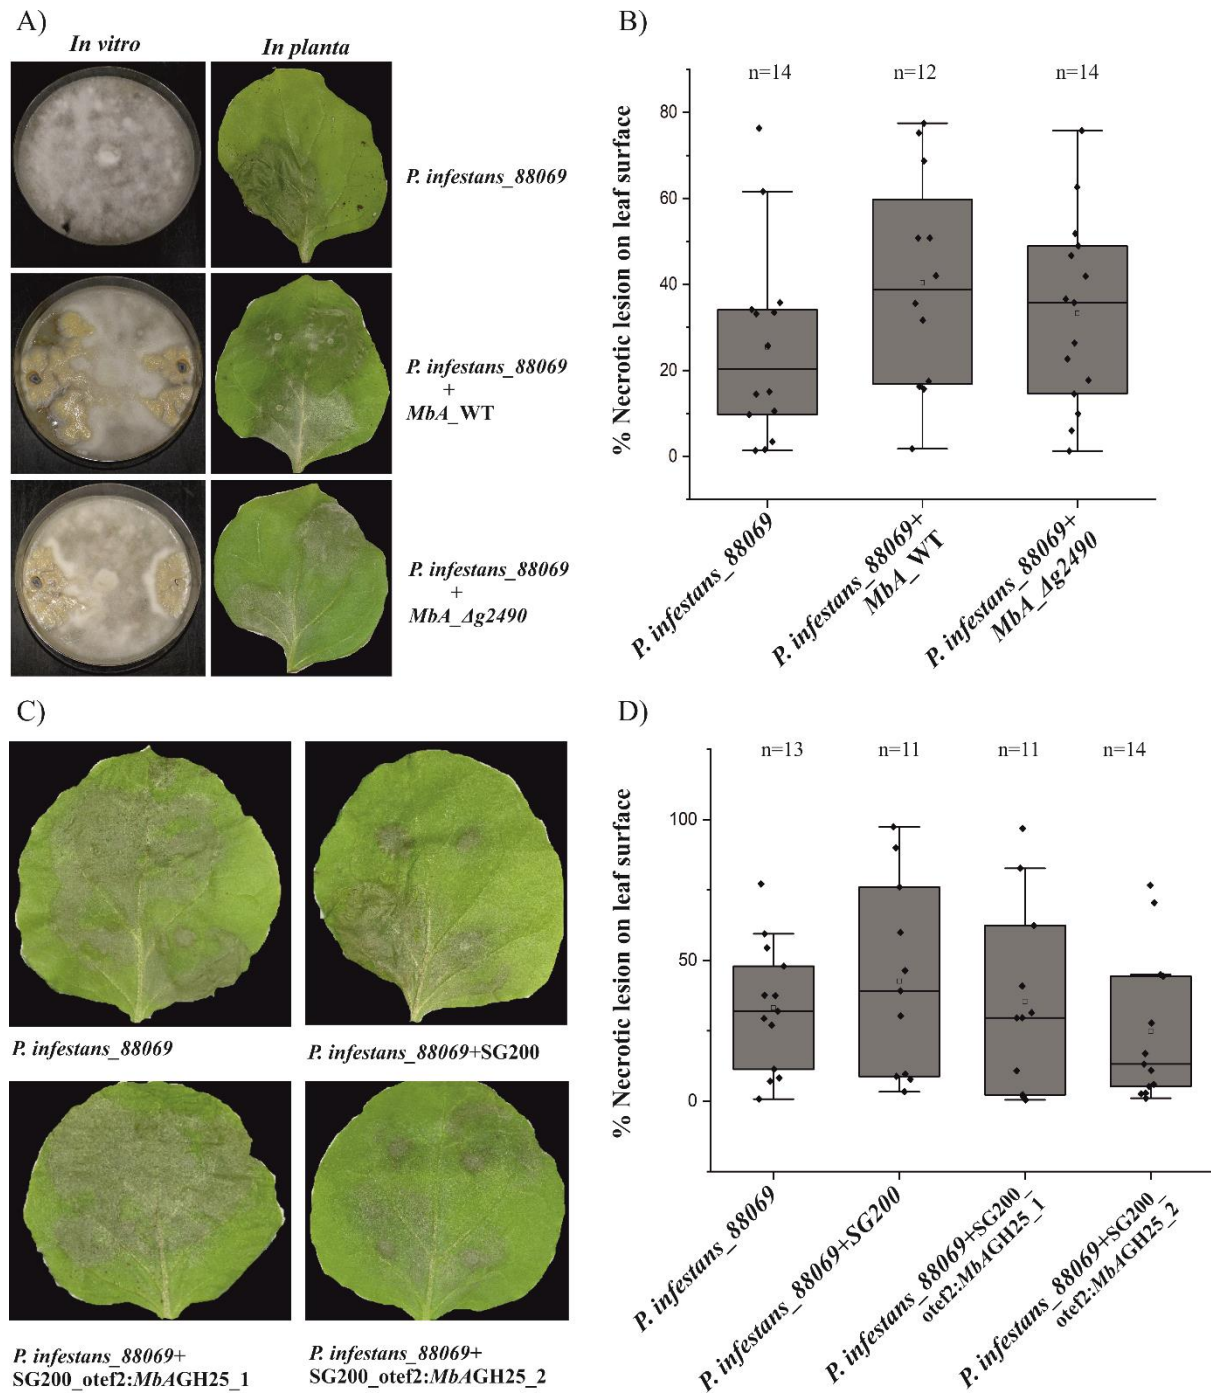 A)
In vitro
In planta
P. infestans_88069
P. infestans_88069
+
MbA_WT
P. infestans_88069
+
MbA_Δg2490
B)
n=14
n=12
n=14
% Necrotic lesion on leaf surface
80
60
40
20
0
P. infestans_88069
P. infestans_88069+
MbA_WT
P. infestans_88069+
MbA_Δg2490
C)
P. infestans_88069
P. infestans_88069+SG200
P. infestans_88069+
SG200_otef2:MbAGH25_1
P. infestans_88069+
SG200_otef2:MbAGH25_2
D)
n=13
n=11
n=11
n=14
% Necrotic lesion on leaf surface
100
50
0
P. infestans_88069
P. infestans_88069+SG200
P. infestans_88069+SG200_
otef2:MbAGH25_1
P. infestans_88069+SG200_
otef2:MbAGH25_2